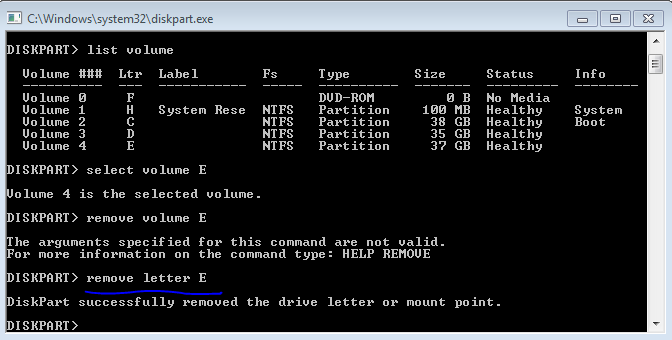 C:\Windows\system32\diskpart.exe
DISKPART> list volume
Volume ### Ltr Label Fs Type Size Status Info
---------- --- ----------- ----- ---------- ------- --------- --------
Volume 0 F DVD-ROM 0 B No Media
Volume 1 H System Rese NTFS Partition 100 MB Healthy System
Volume 2 C NTFS Partition 38 GB Healthy Boot
Volume 3 D NTFS Partition 35 GB Healthy
Volume 4 E NTFS Partition 37 GB Healthy
DISKPART> select volume E
Volume 4 is the selected volume.
DISKPART> remove volume E
The arguments specified for this command are not valid.
For more information on the command type: HELP REMOVE
DISKPART> remove letter E
DiskPart successfully removed the drive letter or mount point.
DISKPART>